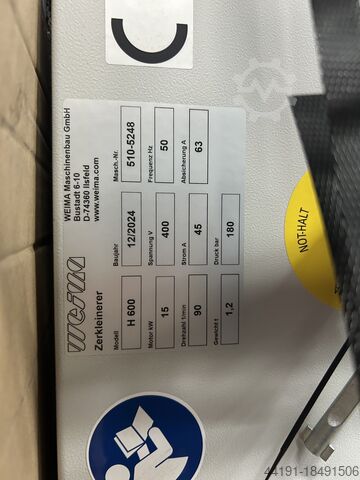 WEIMA
Zerkleinerer
WEIMA Maschinenbau GmbH
Bustadt 6-10
D-74360 Ilsfeld
www.weima.com
Modell Baujahr Masch.-Nr.
H 600 12/2024 510-5248
Motor kW Spannung V Frequenz Hz
15 400 50
Drehzahl 1/min Strom A Absicherung A
90 45 63
Gewicht t Druck bar
1,2 180
NOT-HALT
44191-18491506